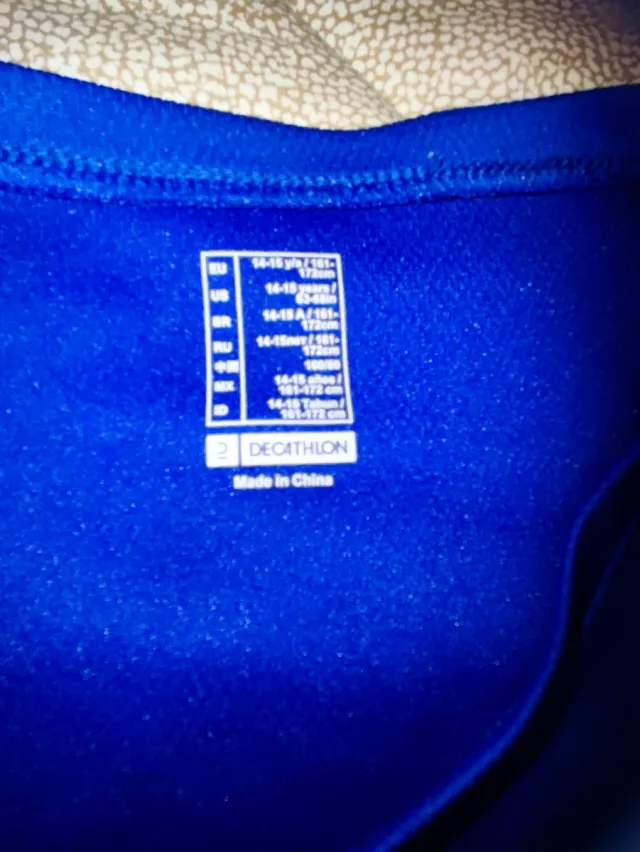 EU 14-15 y/a / 161-
172cm
US 14-15 years /
63-68in
BR 14-15 A / 161-
172cm
RU 14-15лет / 161-
172cm
中国
MX 14-15 años /
161-172 cm
ID 14-15 Tahun /
161-172 cm
DECATHLON
Made in China